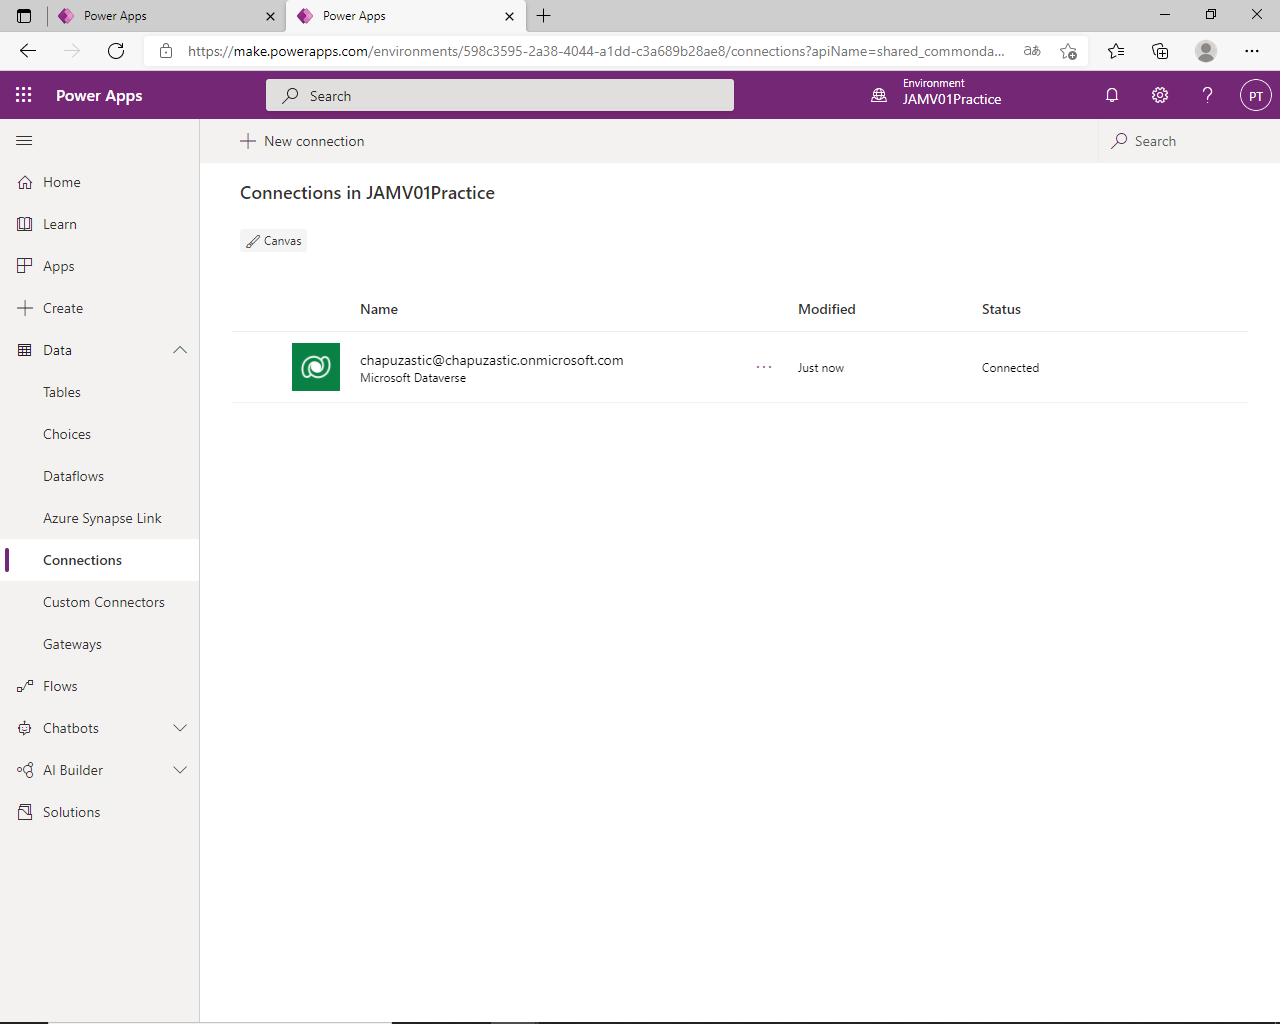 Power Apps
Power Apps
https://make.powerapps.com/environments/598c3595-2a38-4044-a1dd-c3a689b28ae8/connections?apiName=shared_commonda...
Power Apps
Search
Environment
JAMV01Practice
PT
New connection
Search
Home
Learn
Apps
Create
Data
Tables
Choices
Dataflows
Azure Synapse Link
Connections
Custom Connectors
Gateways
Flows
Chatbots
AI Builder
Solutions
Connections in JAMV01Practice
Canvas
Name Modified Status
chapuzastic@chapuzastic.onmicrosoft.com
Microsoft Dataverse
... Just now Connected